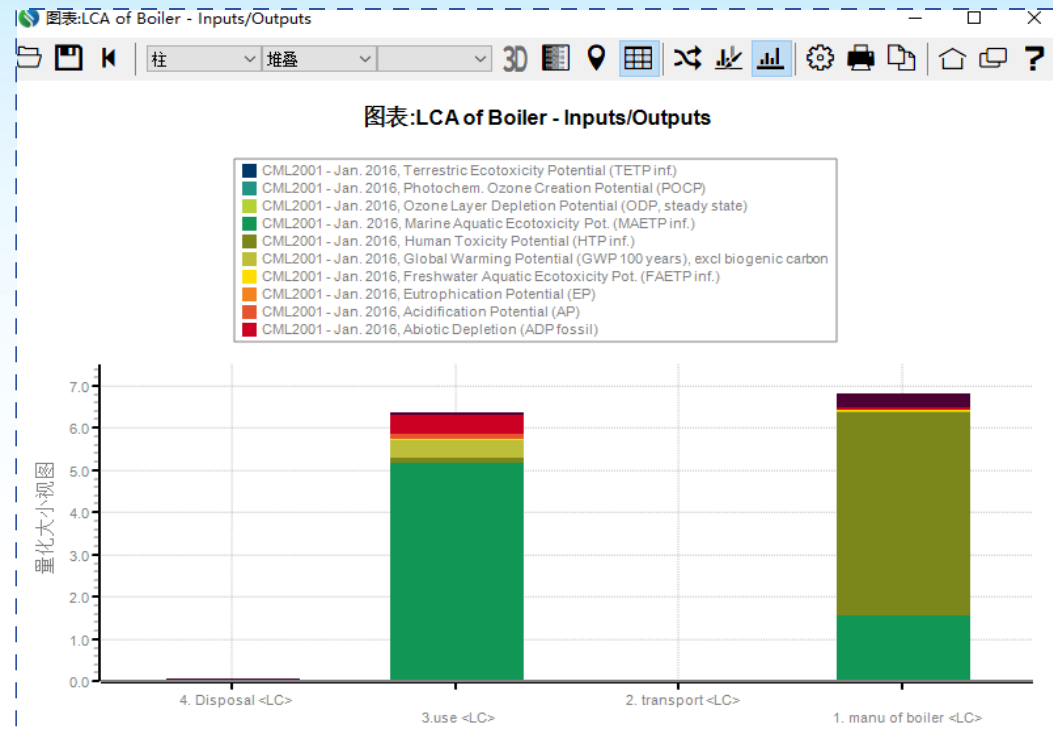 图表:LCA of Boiler - Inputs/Outputs
柱 堆叠 3D ?
图表:LCA of Boiler - Inputs/Outputs
CML2001 - Jan. 2016, Terrestric Ecotoxicity Potential (TETP inf.)
CML2001 - Jan. 2016, Photochem. Ozone Creation Potential (POCP)
CML2001 - Jan. 2016, Ozone Layer Depletion Potential (ODP, steady state)
CML2001 - Jan. 2016, Marine Aquatic Ecotoxicity Pot. (MAETP inf.)
CML2001 - Jan. 2016, Human Toxicity Potential (HTP inf.)
CML2001 - Jan. 2016, Global Warming Potential (GWP 100 years), excl biogenic carbon
CML2001 - Jan. 2016, Freshwater Aquatic Ecotoxicity Pot. (FAETP inf.)
CML2001 - Jan. 2016, Eutrophication Potential (EP)
CML2001 - Jan. 2016, Acidification Potential (AP)
CML2001 - Jan. 2016, Abiotic Depletion (ADP fossil)
量化大小视图
7.0
6.0
5.0
4.0
3.0
2.0
1.0
0.0
4. Disposal <LC>
3.use <LC>
2. transport <LC>
1. manu of boiler <LC>